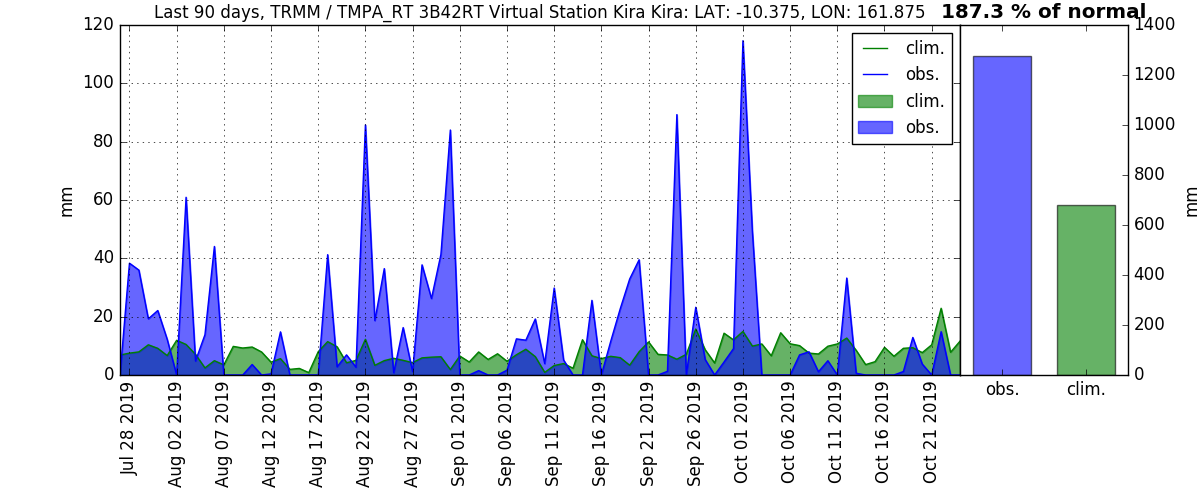 Last 90 days, TRMM / TMPA_RT 3B42RT Virtual Station Kira Kira: LAT: -10.375, LON: 161.875
187.3 % of normal
120
100
80
60
40
20
0
mm
clim.
obs.
clim.
obs.
1400
1200
1000
800
600
400
200
0
mm
obs.
clim.
Jul 28 2019
Aug 02 2019
Aug 07 2019
Aug 12 2019
Aug 17 2019
Aug 22 2019
Aug 27 2019
Sep 01 2019
Sep 06 2019
Sep 11 2019
Sep 16 2019
Sep 21 2019
Sep 26 2019
Oct 01 2019
Oct 06 2019
Oct 11 2019
Oct 16 2019
Oct 21 2019